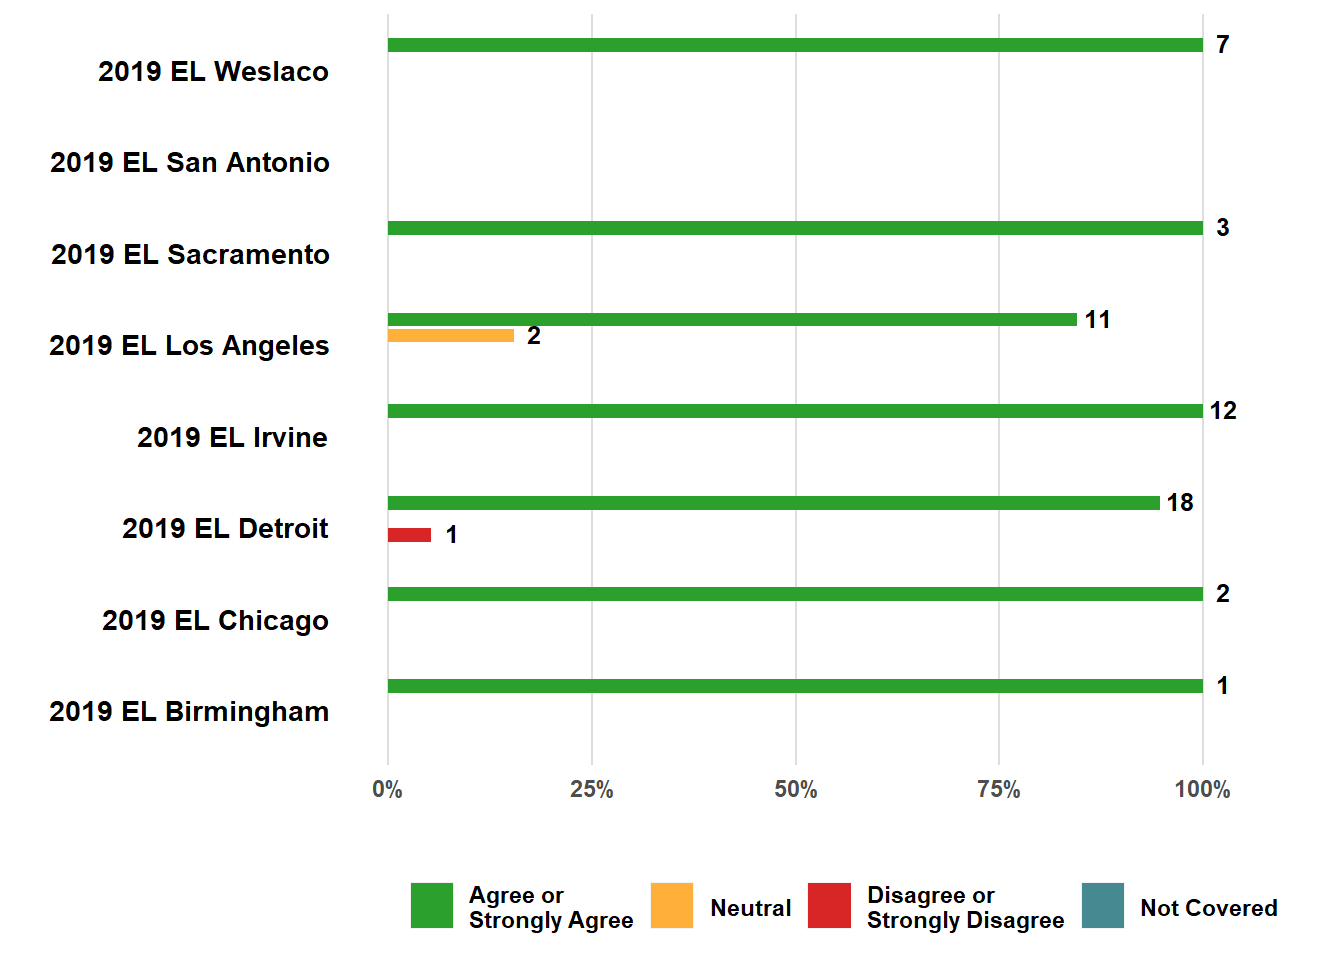 7
2019 EL Weslaco
2019 EL San Antonio
3
2019 EL Sacramento
11
2
2019 EL Los Angeles
12
2019 EL Irvine
18
2019 EL Detroit
1
2
2019 EL Chicago
1
2019 EL Birmingham
0% 25% 50% 75% 100%
Agree or
Strongly Agree
Neutral
Disagree or
Strongly Disagree
Not Covered